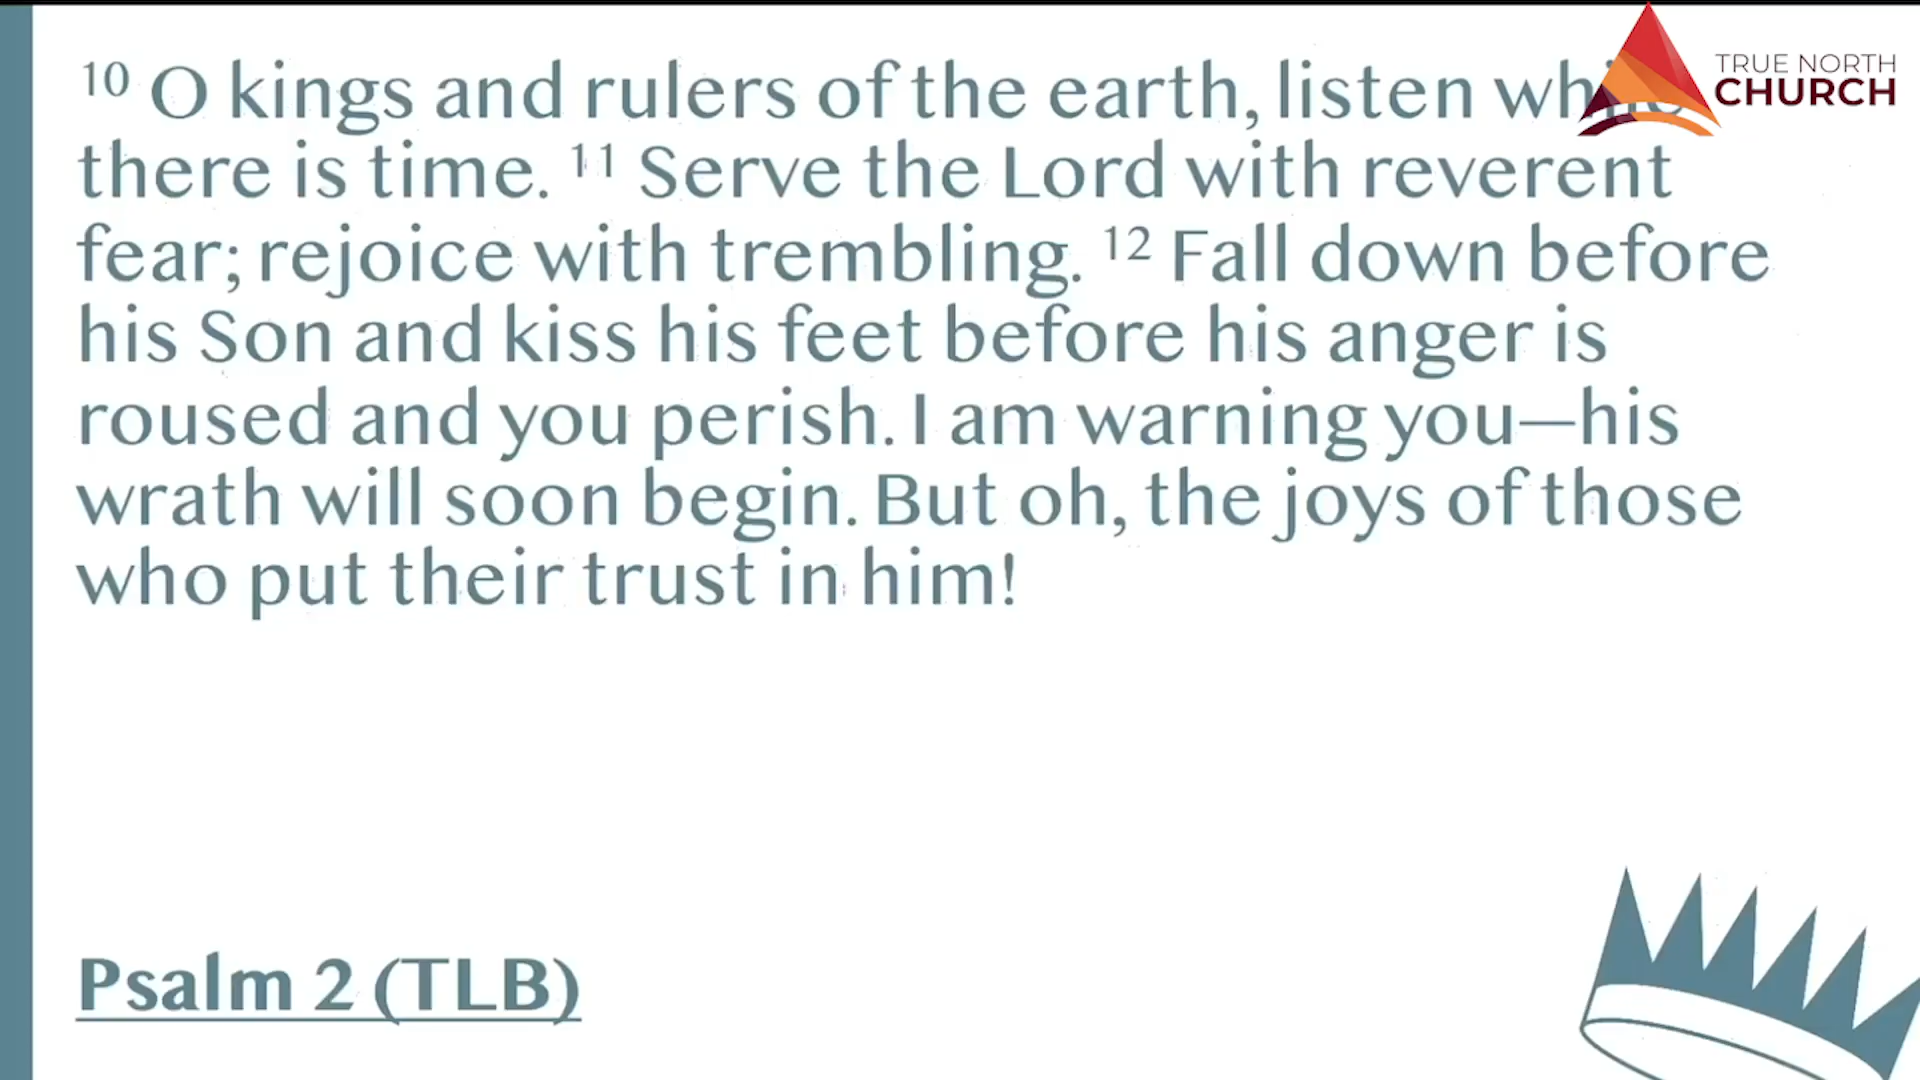 10 O kings and rulers of the earth, listen
there is time. 11 Serve the Lord with reverent
fear; rejoice with trembling. 12 Fall down before
his Son and kiss his feet before his anger is
roused and you perish. I am warning you—his
wrath will soon begin. But oh, the joys of those
who put their trust in him!
Psalm 2 (TLB)
TRUE NORTH
CHURCH